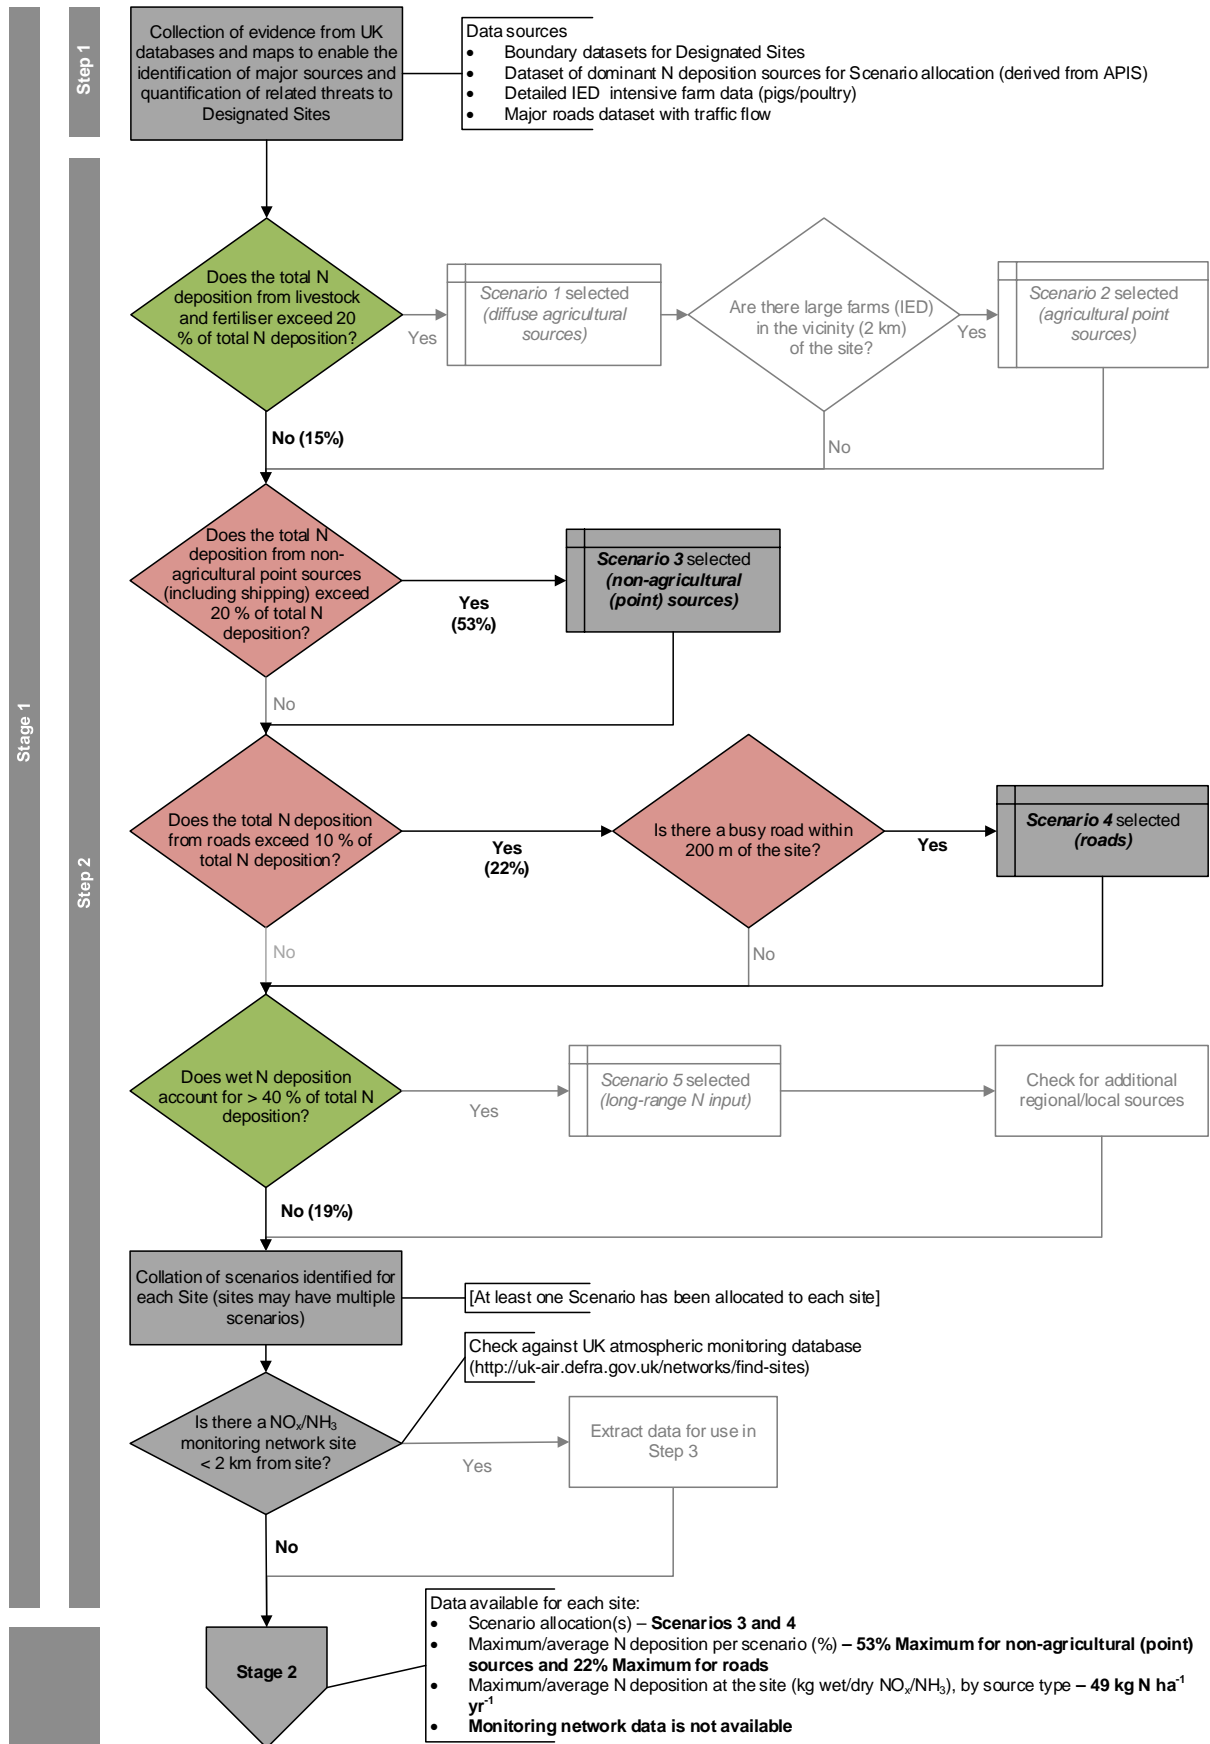 Stage 1
Step 1
Collection of evidence from UK
databases and maps to enable the
identification of major sources and
quantification of related threats to
Designated Sites
Data sources
• Boundary datasets for Designated Sites
• Dataset of dominant N deposition sources for Scenario allocation (derived from APIS)
• Detailed IED intensive farm data (pigs/poultry)
• Major roads dataset with traffic flow
Step 2
Does the total N
deposition from livestock
and fertiliser exceed 20
% of total N deposition?
Yes
Scenario 1 selected
(diffuse agricultural
sources)
Are there large farms (IED)
in the vicinity (2 km)
of the site?
Yes
Scenario 2 selected
(agricultural point
sources)
No (15%)
No
Does the total N
deposition from non-
agricultural point sources
(including shipping) exceed
20 % of total N
deposition?
Yes
(53%)
Scenario 3 selected
(non-agricultural
(point) sources)
No
Does the total N deposition
from roads exceed 10 % of
total N deposition?
Yes
(22%)
Is there a busy road within
200 m of the site?
Yes
Scenario 4 selected
(roads)
No
No
Does wet N deposition
account for > 40 % of total N
deposition?
Yes
Scenario 5 selected
(long-range N input)
Check for additional
regional/local sources
No (19%)
Collation of scenarios identified for
each Site (sites may have multiple
scenarios)
[At least one Scenario has been allocated to each site]
Check against UK atmospheric monitoring database
(http://uk-air.defra.gov.uk/networks/find-sites)
Is there a NOₓ/NH₃
monitoring network site
< 2 km from site?
Yes
Extract data for use in
Step 3
No
Stage 2
Data available for each site:
• Scenario allocation(s) – Scenarios 3 and 4
• Maximum/average N deposition per scenario (%) – 53% Maximum for non-agricultural (point)
sources and 22% Maximum for roads
• Maximum/average N deposition at the site (kg wet/dry NOₓ/NH₃), by source type – 49 kg N ha⁻¹
yr⁻¹
• Monitoring network data is not available